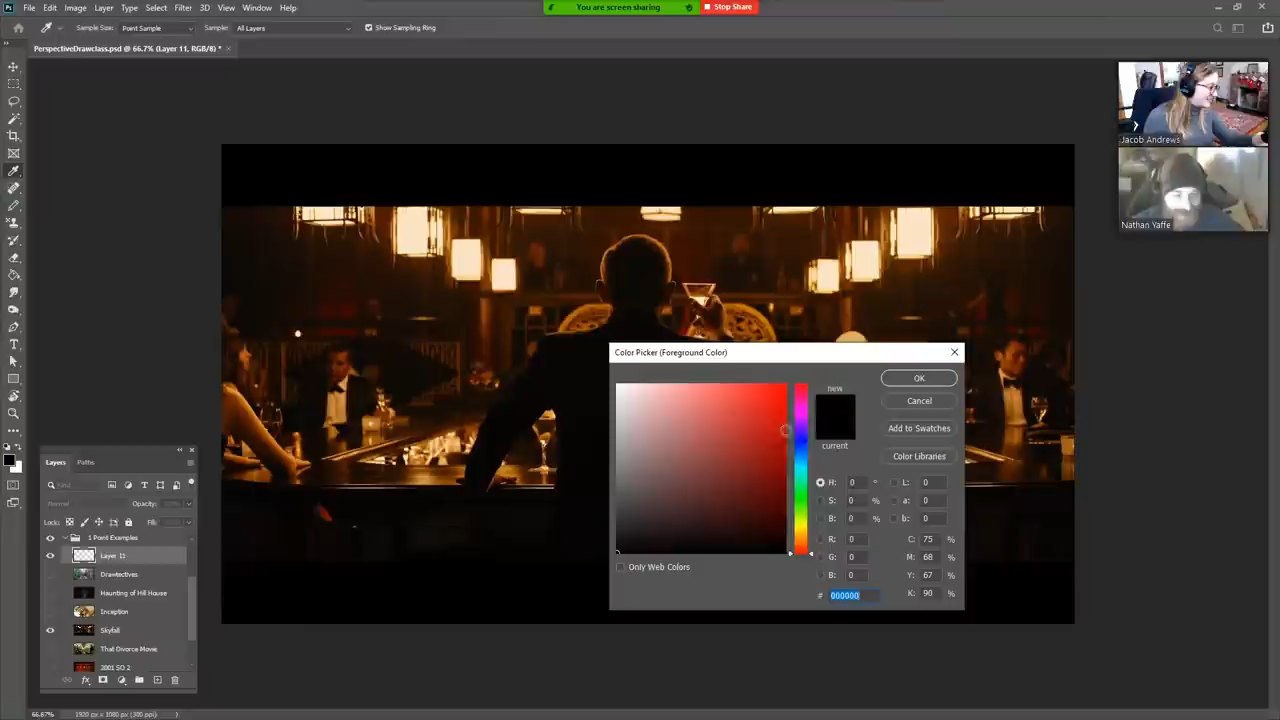 You are screen sharing
Stop Share
Ps File Edit Image Layer Type Select Filter 3D View Window Help
Sample Size: Point Sample Sample: All Layers Show Sampling Ring
PerspectiveDrawclass.psd @ 66.7% (Layer 11, RGB/8) *
Jacob Andrews
Nathan Yaffe
Color Picker (Foreground Color)
new
OK
Cancel
Add to Swatches
current
Color Libraries
H: 0 ° L: 0
S: 0 % a: 0
B: 0 % b: 0
R: 0 C: 75 %
G: 0 M: 68 %
B: 0 Y: 67 %
# 000000 K: 90 %
Only Web Colors
Layers Paths
Kind
Normal Opacity:
Locks: Fill:
1 Point Examples
Layer 11
Drawtectives
Haunting of Hill House
Inception
Skyfall
That Divorce Movie
2001 SO 2
66.67% 1920 px x 1080 px (300 ppi)